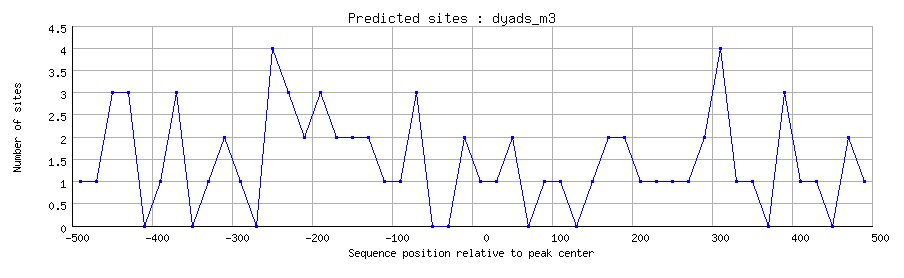 Predicted sites : dyads_m3
4.5
4
3.5
3
2.5
2
1.5
1
0.5
0
Number of sites
-500 -400 -300 -200 -100 0 100 200 300 400 500
Sequence position relative to peak center